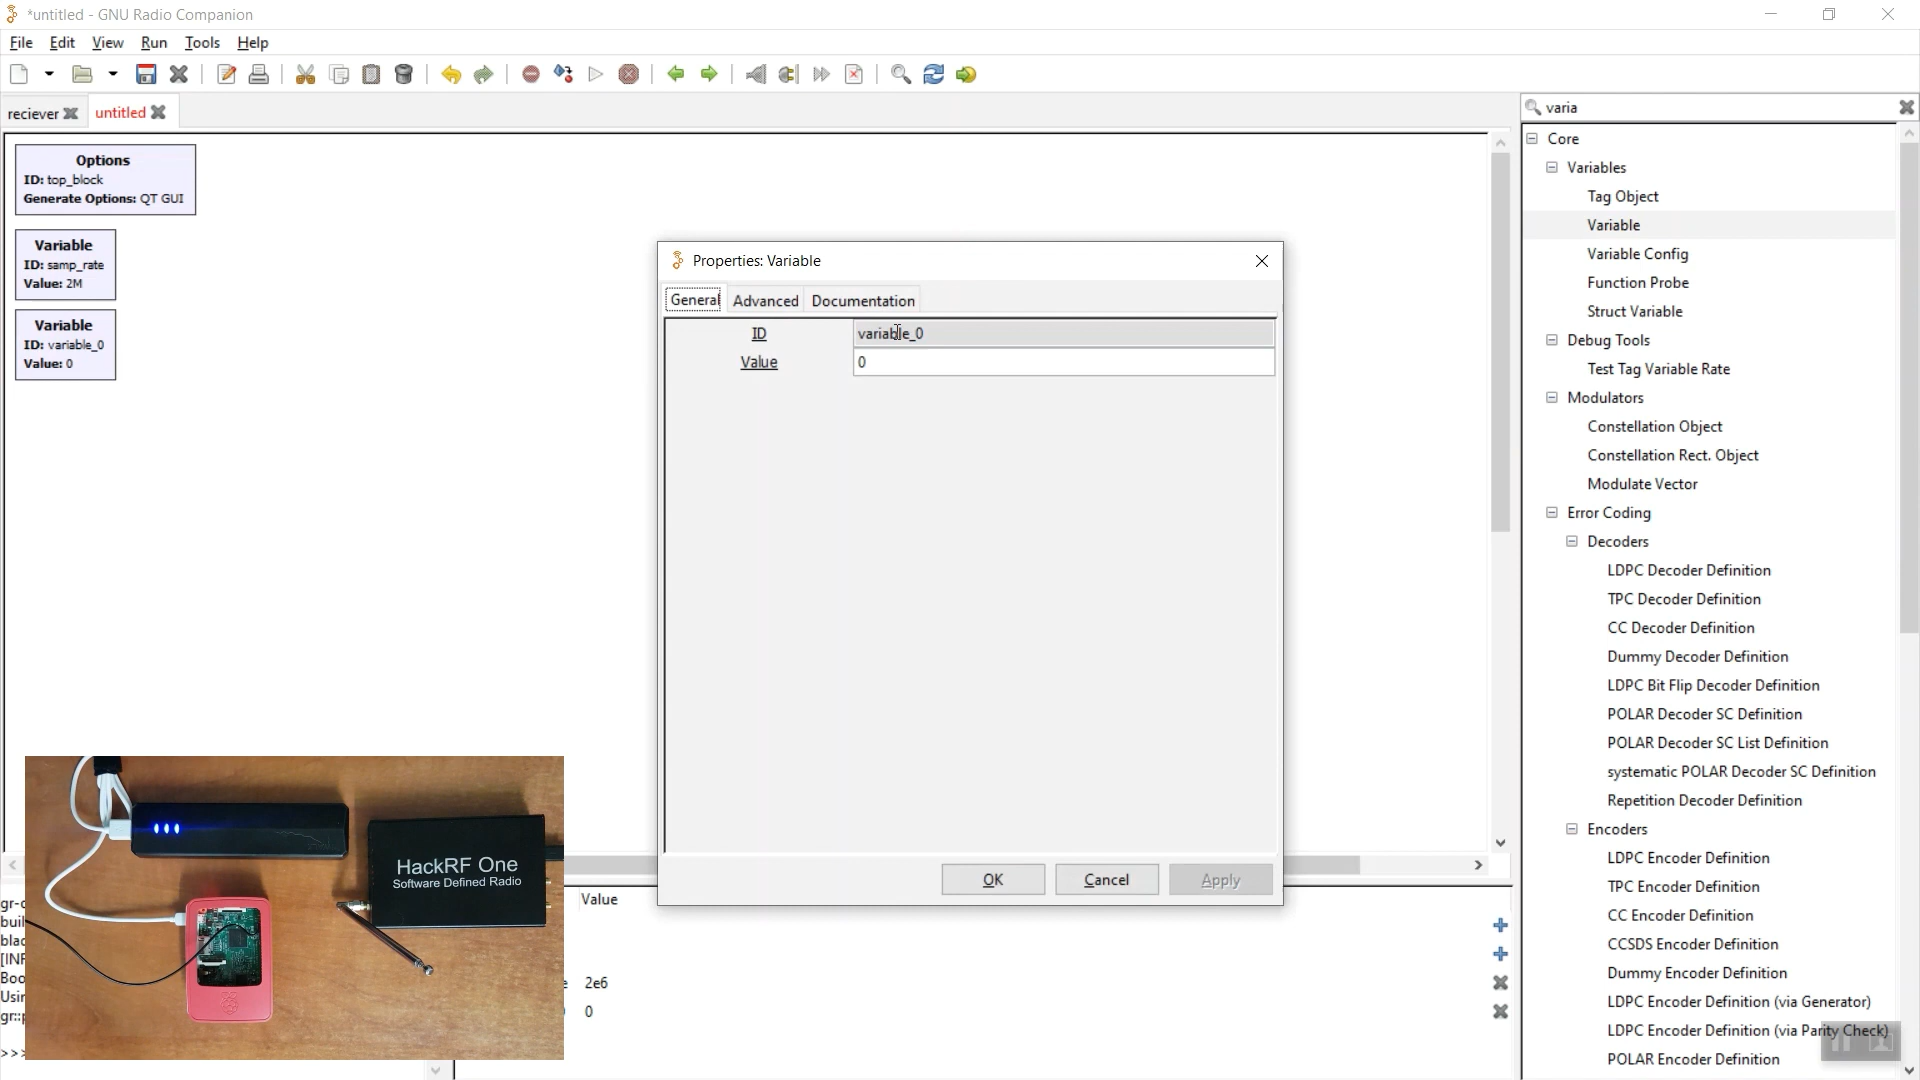 *untitled - GNU Radio Companion
File Edit View Run Tools Help
reciever untitled
varia
Options
ID: top_block
Generate Options: QT GUI
Variable
ID: samp_rate
Value: 2M
Variable
ID: variable_0
Value: 0
Properties: Variable
General Advanced Documentation
ID variable_0
Value 0
OK Cancel Apply
Core
Variables
Tag Object
Variable
Variable Config
Function Probe
Struct Variable
Debug Tools
Test Tag Variable Rate
Modulators
Constellation Object
Constellation Rect. Object
Modulate Vector
Error Coding
Decoders
LDPC Decoder Definition
TPC Decoder Definition
CC Decoder Definition
Dummy Decoder Definition
LDPC Bit Flip Decoder Definition
POLAR Decoder SC Definition
POLAR Decoder SC List Definition
systematic POLAR Decoder SC Definition
Repetition Decoder Definition
Encoders
LDPC Encoder Definition
TPC Encoder Definition
CC Encoder Definition
CCSDS Encoder Definition
Dummy Encoder Definition
LDPC Encoder Definition (via Generator)
LDPC Encoder Definition (via Parity Check)
POLAR Encoder Definition
Value
2e6
0
gr-
buil
blac
[INF
Boo
Usin
gr::
>>>
HackRF One
Software Defined Radio